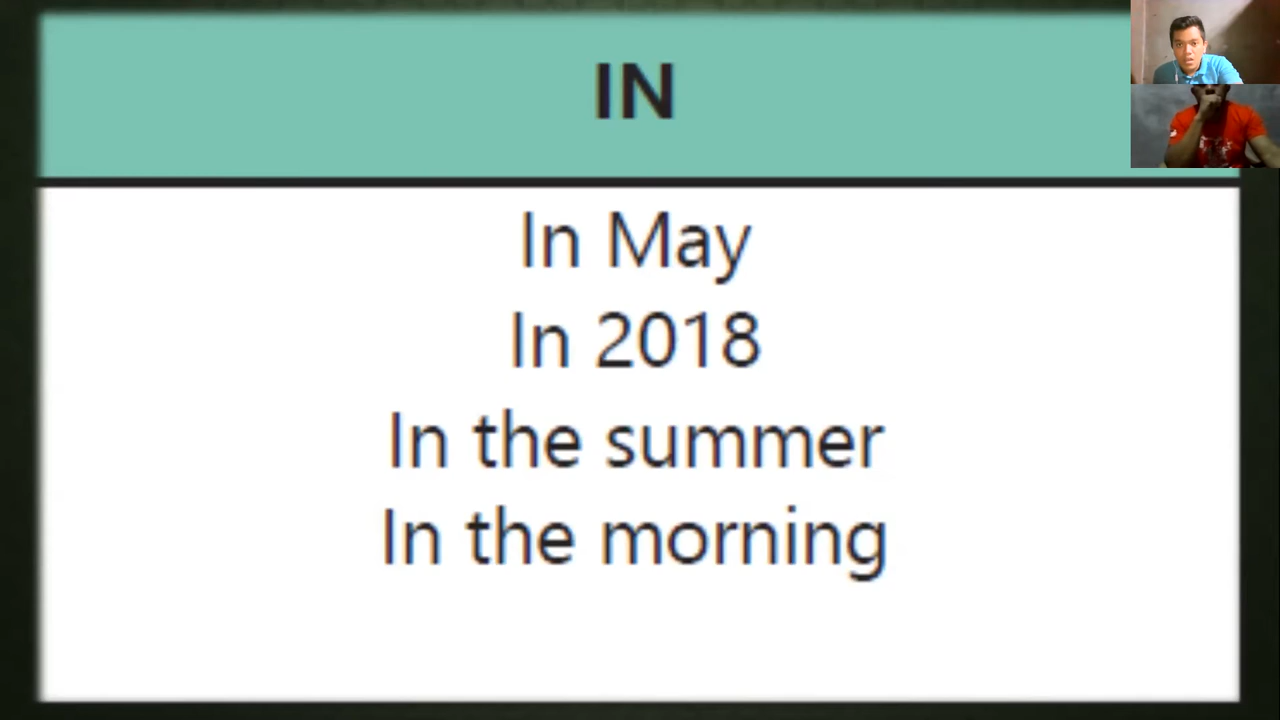 IN
In May
In 2018
In the summer
In the morning